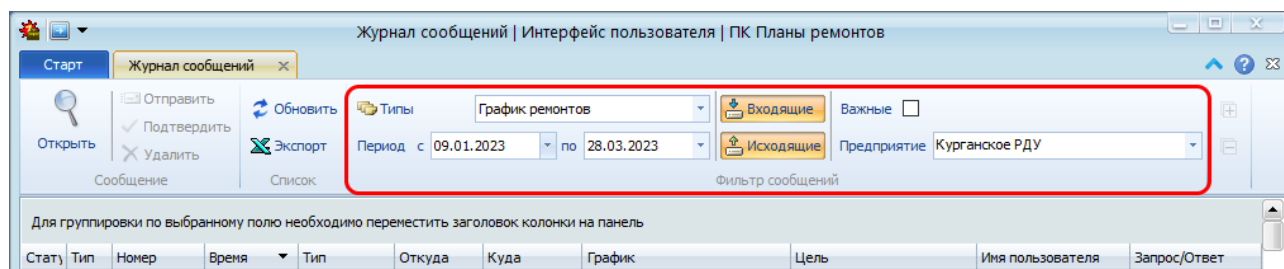 Журнал сообщений | Интерфейс пользователя | ПК Планы ремонтов
Старт Журнал сообщений
Отправить Обновить Типы График ремонтов Входящие Важные
Подтвердить
Открыть Удалить Экспорт Период с 09.01.2023 по 28.03.2023 Исходящие Предприятие Курганское РДУ
Сообщение Список Фильтр сообщений
Для группировки по выбранному полю необходимо переместить заголовок колонки на панель
Стату Тип Номер Время Тип Откуда Куда График Цель Имя пользователя Запрос/Ответ